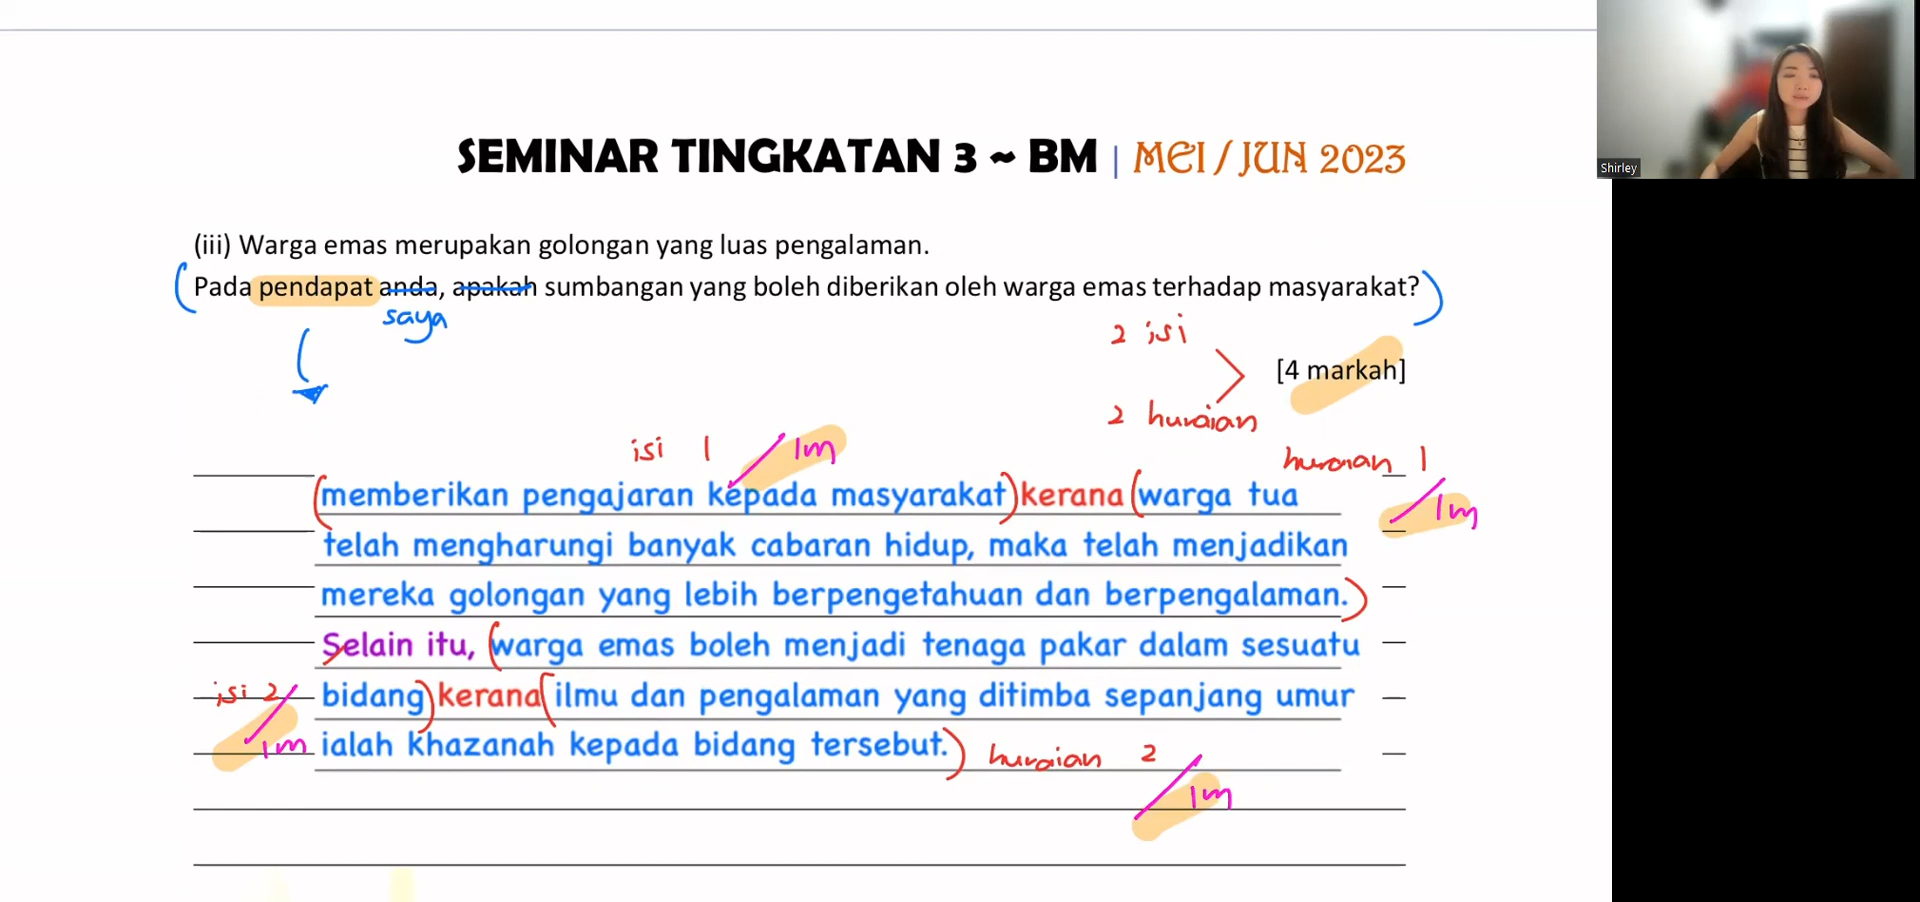 SEMINAR TINGKATAN 3 ~ BM | MEI / JUN 2023
Shirley
(iii) Warga emas merupakan golongan yang luas pengalaman.
(Pada pendapat anda, apakah sumbangan yang boleh diberikan oleh warga emas terhadap masyarakat?)
saya
2 isi
[4 markah]
2 huraian
isi 1 / 1m
huraian 1
(memberikan pengajaran kepada masyarakat) kerana (warga tua
/ 1m
telah mengharungi banyak cabaran hidup, maka telah menjadikan
mereka golongan yang lebih berpengetahuan dan berpengalaman.)
Selain itu, (warga emas boleh menjadi tenaga pakar dalam sesuatu
isi 2 / bidang) kerana (ilmu dan pengalaman yang ditimba sepanjang umur
1m ialah khazanah kepada bidang tersebut.) huraian 2
/ 1m